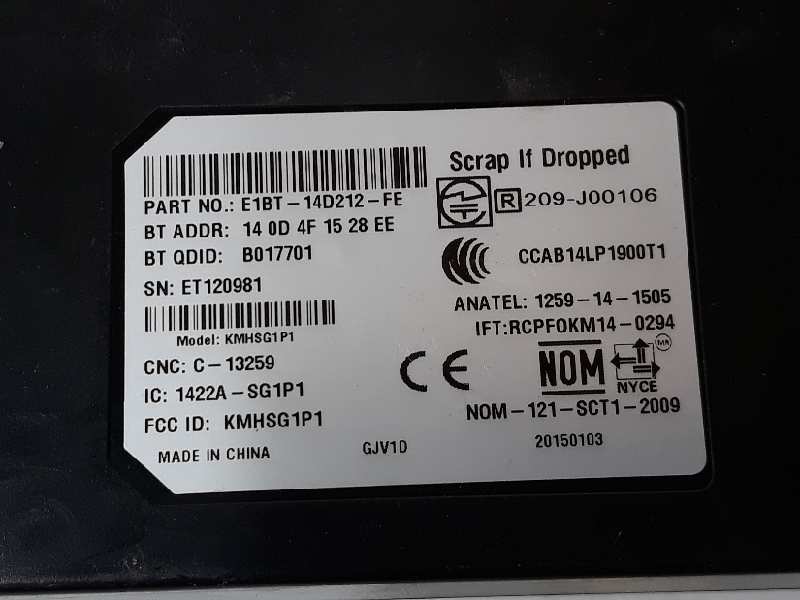 Scrap If Dropped
PART NO.: E1BT-14D212-FE
R 209-J00106
BT ADDR: 14 0D 4F 15 28 EE
BT QDID: B017701
CCAB14LP1900T1
SN: ET120981
ANATEL: 1259-14-1505
IFT:RCPFOKM14-0294
Model: KMHSG1P1
CNC: C-13259
CE
NOM
MR
NYCE
IC: 1422A-SG1P1
NOM-121-SCT1-2009
FCC ID: KMHSG1P1
MADE IN CHINA
GJV1D
20150103